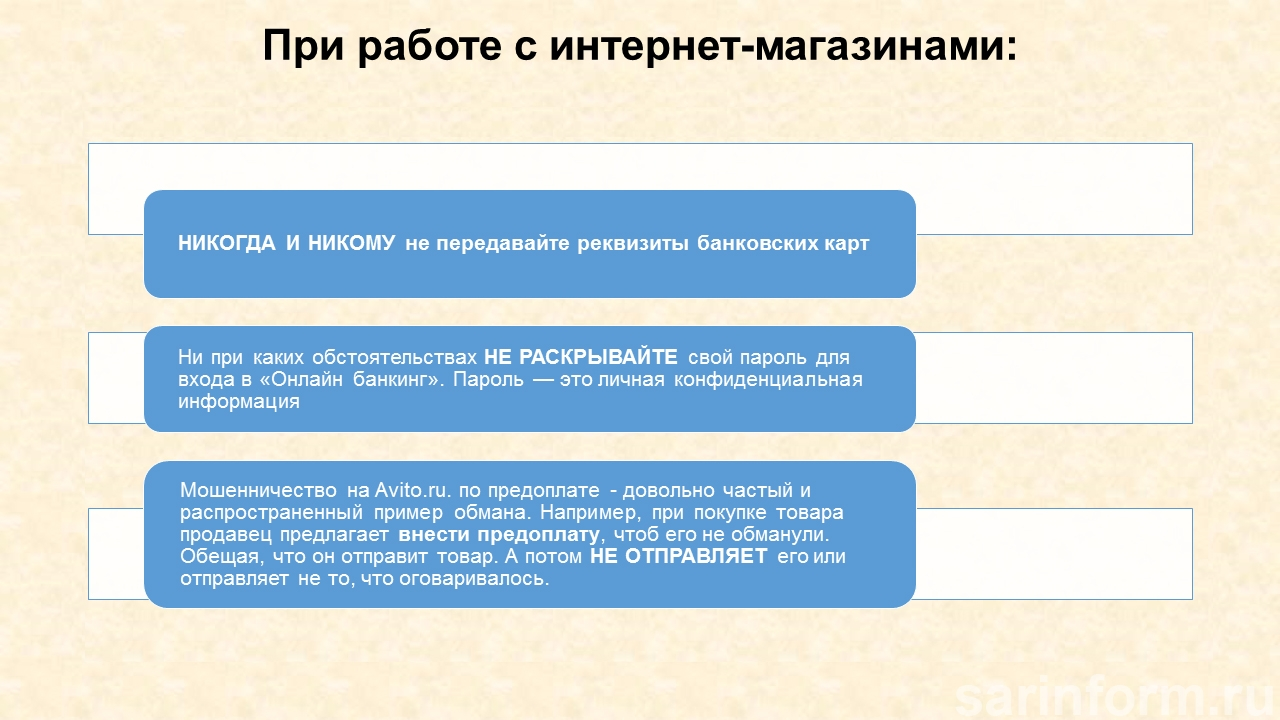 При работе с интернет-магазинами:
НИКОГДА И НИКОМУ не передавайте реквизиты банковских карт
Ни при каких обстоятельствах НЕ РАСКРЫВАЙТЕ свой пароль для
входа в «Онлайн банкинг». Пароль — это личная конфиденциальная
информация
Мошенничество на Avito.ru. по предоплате - довольно частый и
распространенный пример обмана. Например, при покупке товара
продавец предлагает внести предоплату, чтоб его не обманули.
Обещая, что он отправит товар. А потом НЕ ОТПРАВЛЯЕТ его или
отправляет не то, что оговаривалось.
sarinform.ru